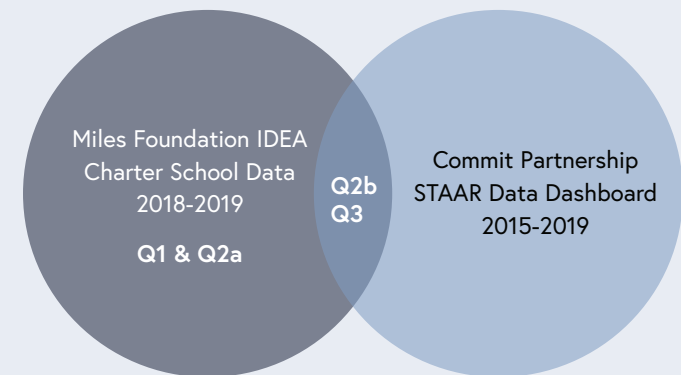 Miles Foundation IDEA
Charter School Data
2018-2019
Q1 & Q2a
Q2b
Q3
Commit Partnership
STAAR Data Dashboard
2015-2019